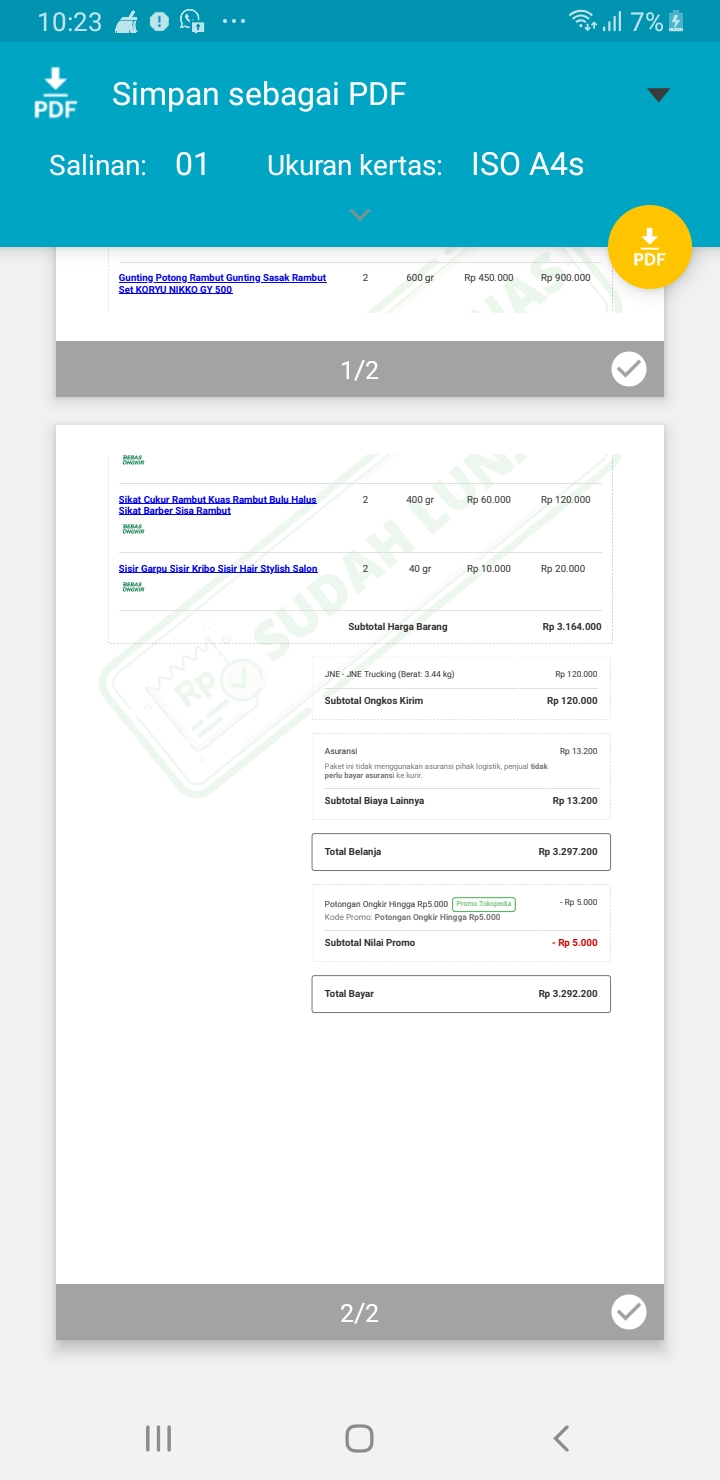 10:23
7%
PDF
Simpan sebagai PDF
Salinan: 01 Ukuran kertas: ISO A4s
PDF
Gunting Potong Rambut Gunting Sasak Rambut 2 600 gr Rp 450.000 Rp 900.000
Set KORYU NIKKO GY 500
1/2
BEBAS
ONGKIR
SUDAH LUNAS
Sikat Cukur Rambut Kuas Rambut Bulu Halus 2 400 gr Rp 60.000 Rp 120.000
Sikat Barber Sisa Rambut
BEBAS
ONGKIR
Sisir Garpu Sisir Kribo Sisir Hair Stylish Salon 2 40 gr Rp 10.000 Rp 20.000
BEBAS
ONGKIR
Subtotal Harga Barang Rp 3.164.000
Rp
JNE - JNE Trucking (Berat: 3.44 kg) Rp 120.000
Subtotal Ongkos Kirim Rp 120.000
Asuransi Rp 13.200
Paket ini tidak menggunakan asuransi pihak logistik, penjual tidak
perlu bayar asuransi ke kurir.
Subtotal Biaya Lainnya Rp 13.200
Total Belanja Rp 3.297.200
Potongan Ongkir Hingga Rp5.000 Promo Tokopedia - Rp 5.000
Kode Promo: Potongan Ongkir Hingga Rp5.000
Subtotal Nilai Promo - Rp 5.000
Total Bayar Rp 3.292.200
2/2